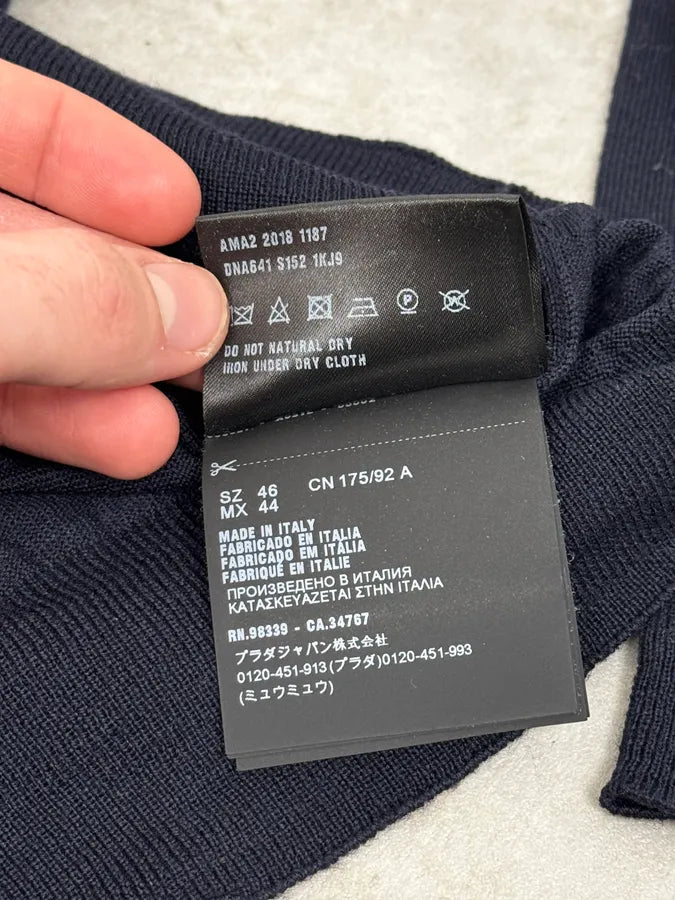 AMA2 2018 1187
DNA641 S152 1KJ9
DO NOT NATURAL DRY
IRON UNDER DRY CLOTH
SZ 46 CN 175/92 A
MX 44
MADE IN ITALY
FABRICADO EN ITALIA
FABRICADO EM ITÁLIA
FABRIQUÉ EN ITALIE
ПРОИЗВЕДЕНО В ИТАЛИЯ
ΚΑΤΑΣΚΕΥΑΖΕΤΑΙ ΣΤΗΝ ΙΤΑΛΙΑ
RN.98339 - CA.34767
プラダジャパン株式会社
0120-451-913(プラダ)0120-451-993
(ミュウミュウ)